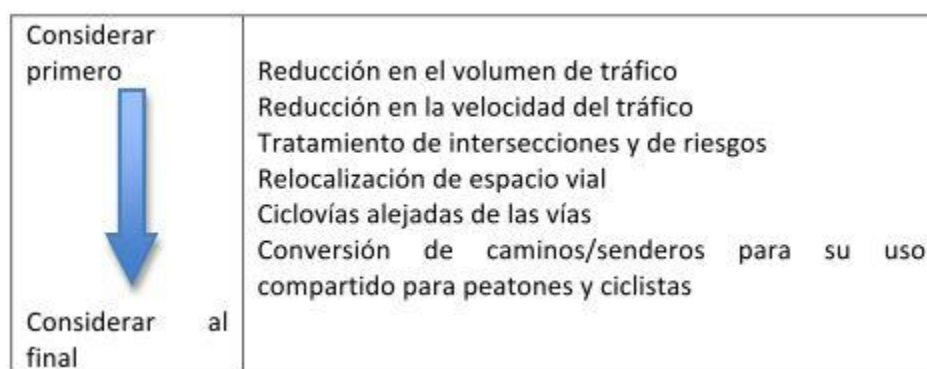 Considerar
primero
Reducción en el volumen de tráfico
Reducción en la velocidad del tráfico
Tratamiento de intersecciones y de riesgos
Relocalización de espacio vial
Ciclovías alejadas de las vías
Conversión de caminos/senderos para su uso
compartido para peatones y ciclistas
Considerar al
final